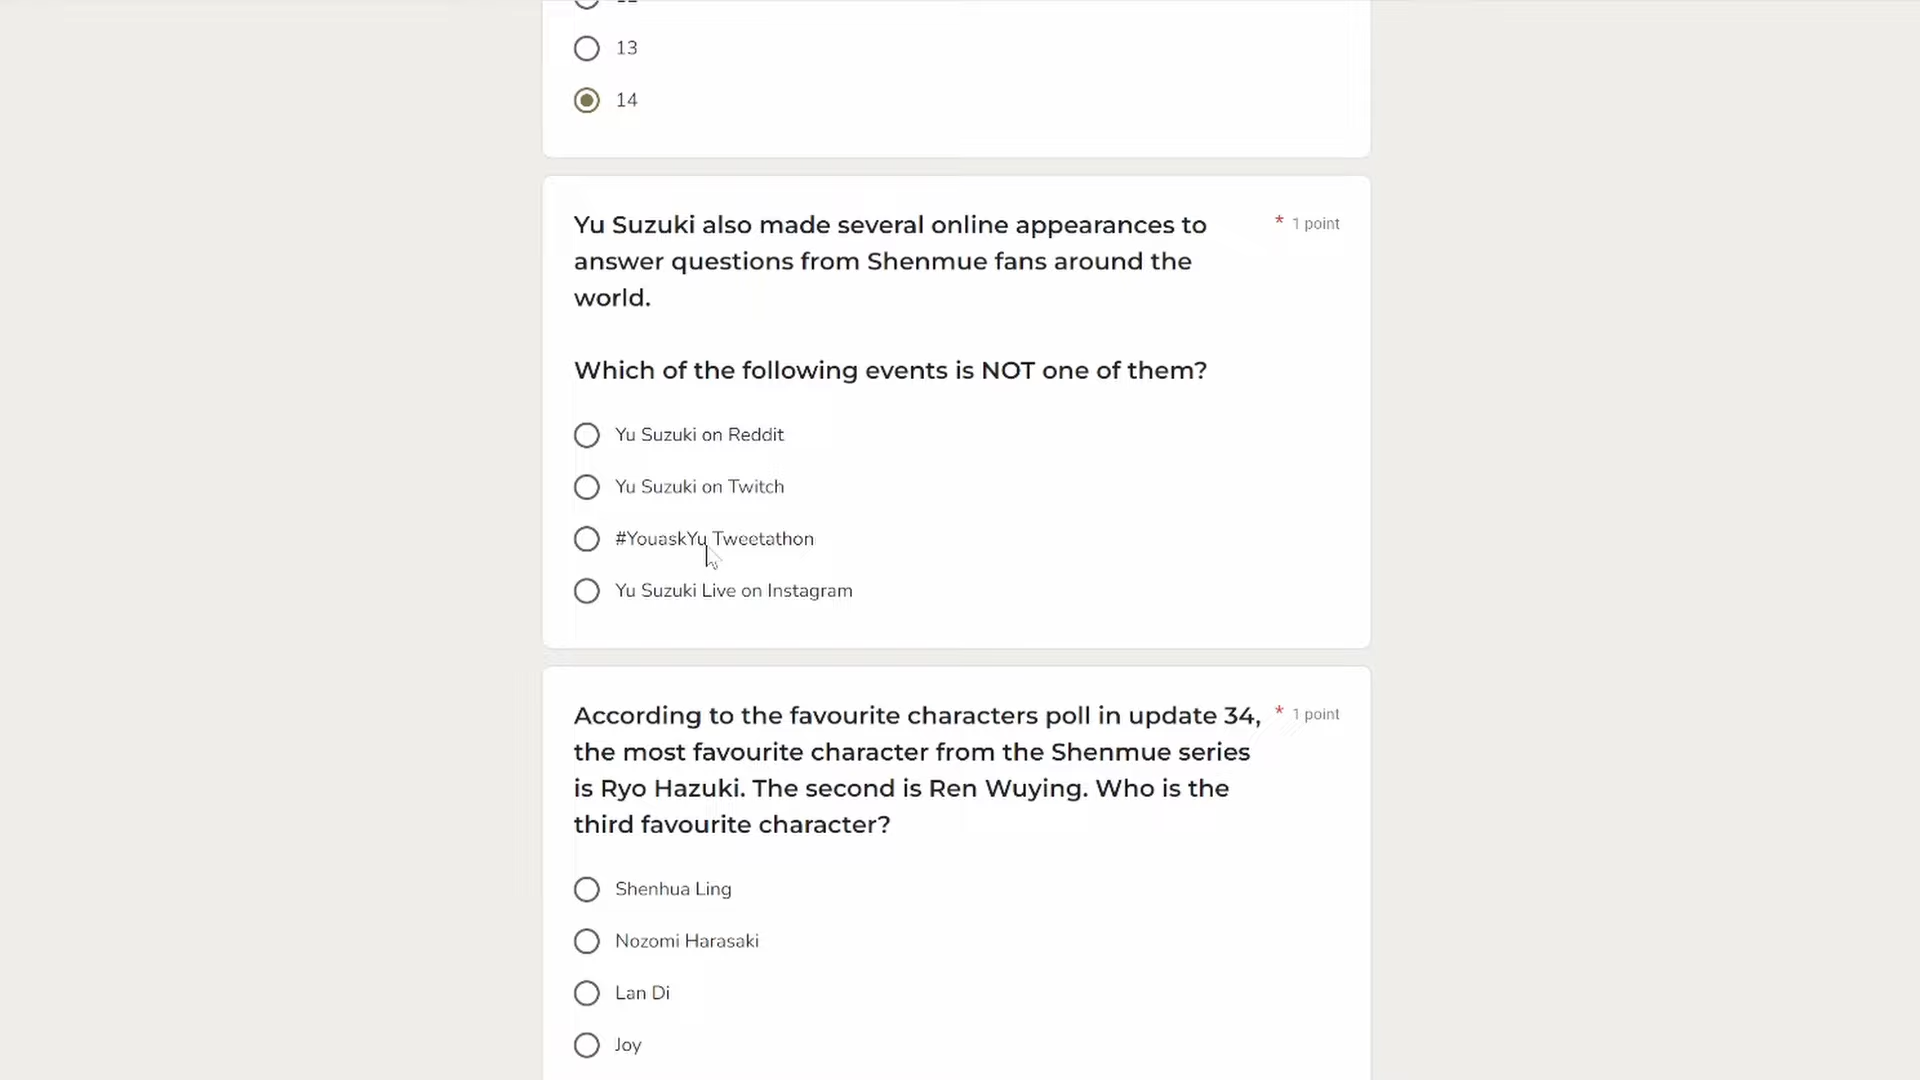 13
14
Yu Suzuki also made several online appearances to
* 1 point
answer questions from Shenmue fans around the
world.
Which of the following events is NOT one of them?
Yu Suzuki on Reddit
Yu Suzuki on Twitch
#YouaskYu Tweetathon
Yu Suzuki Live on Instagram
According to the favourite characters poll in update 34,
* 1 point
the most favourite character from the Shenmue series
is Ryo Hazuki. The second is Ren Wuying. Who is the
third favourite character?
Shenhua Ling
Nozomi Harasaki
Lan Di
Joy